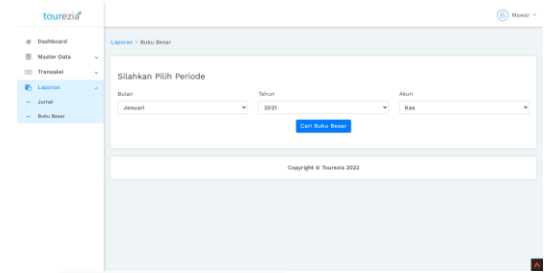 tourezia
Mawar
Dashboard
Master Data
Transaksi
Laporan
Jurnal
Buku Besar
Laporan > Buku Besar
Silahkan Pilih Periode
Bulan Tahun Akun
Januari 2021 Kas
Cari Buku Besar
Copyright © Tourezia 2022